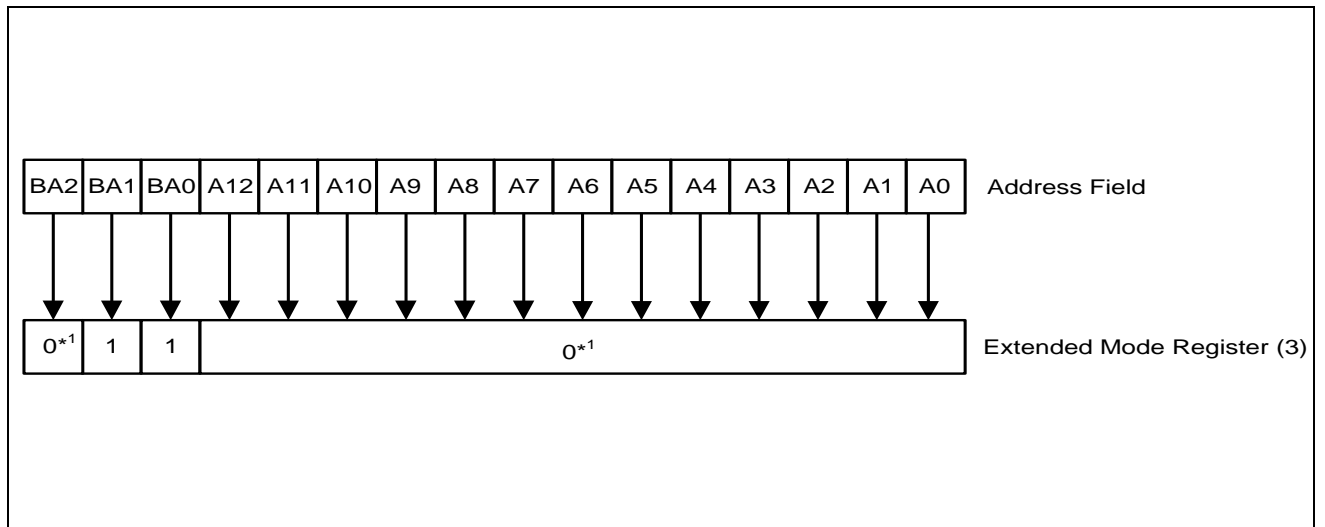 BA2 BA1 BA0 A12 A11 A10 A9 A8 A7 A6 A5 A4 A3 A2 A1 A0 Address Field
0*1 1 1 0*1 Extended Mode Register (3)